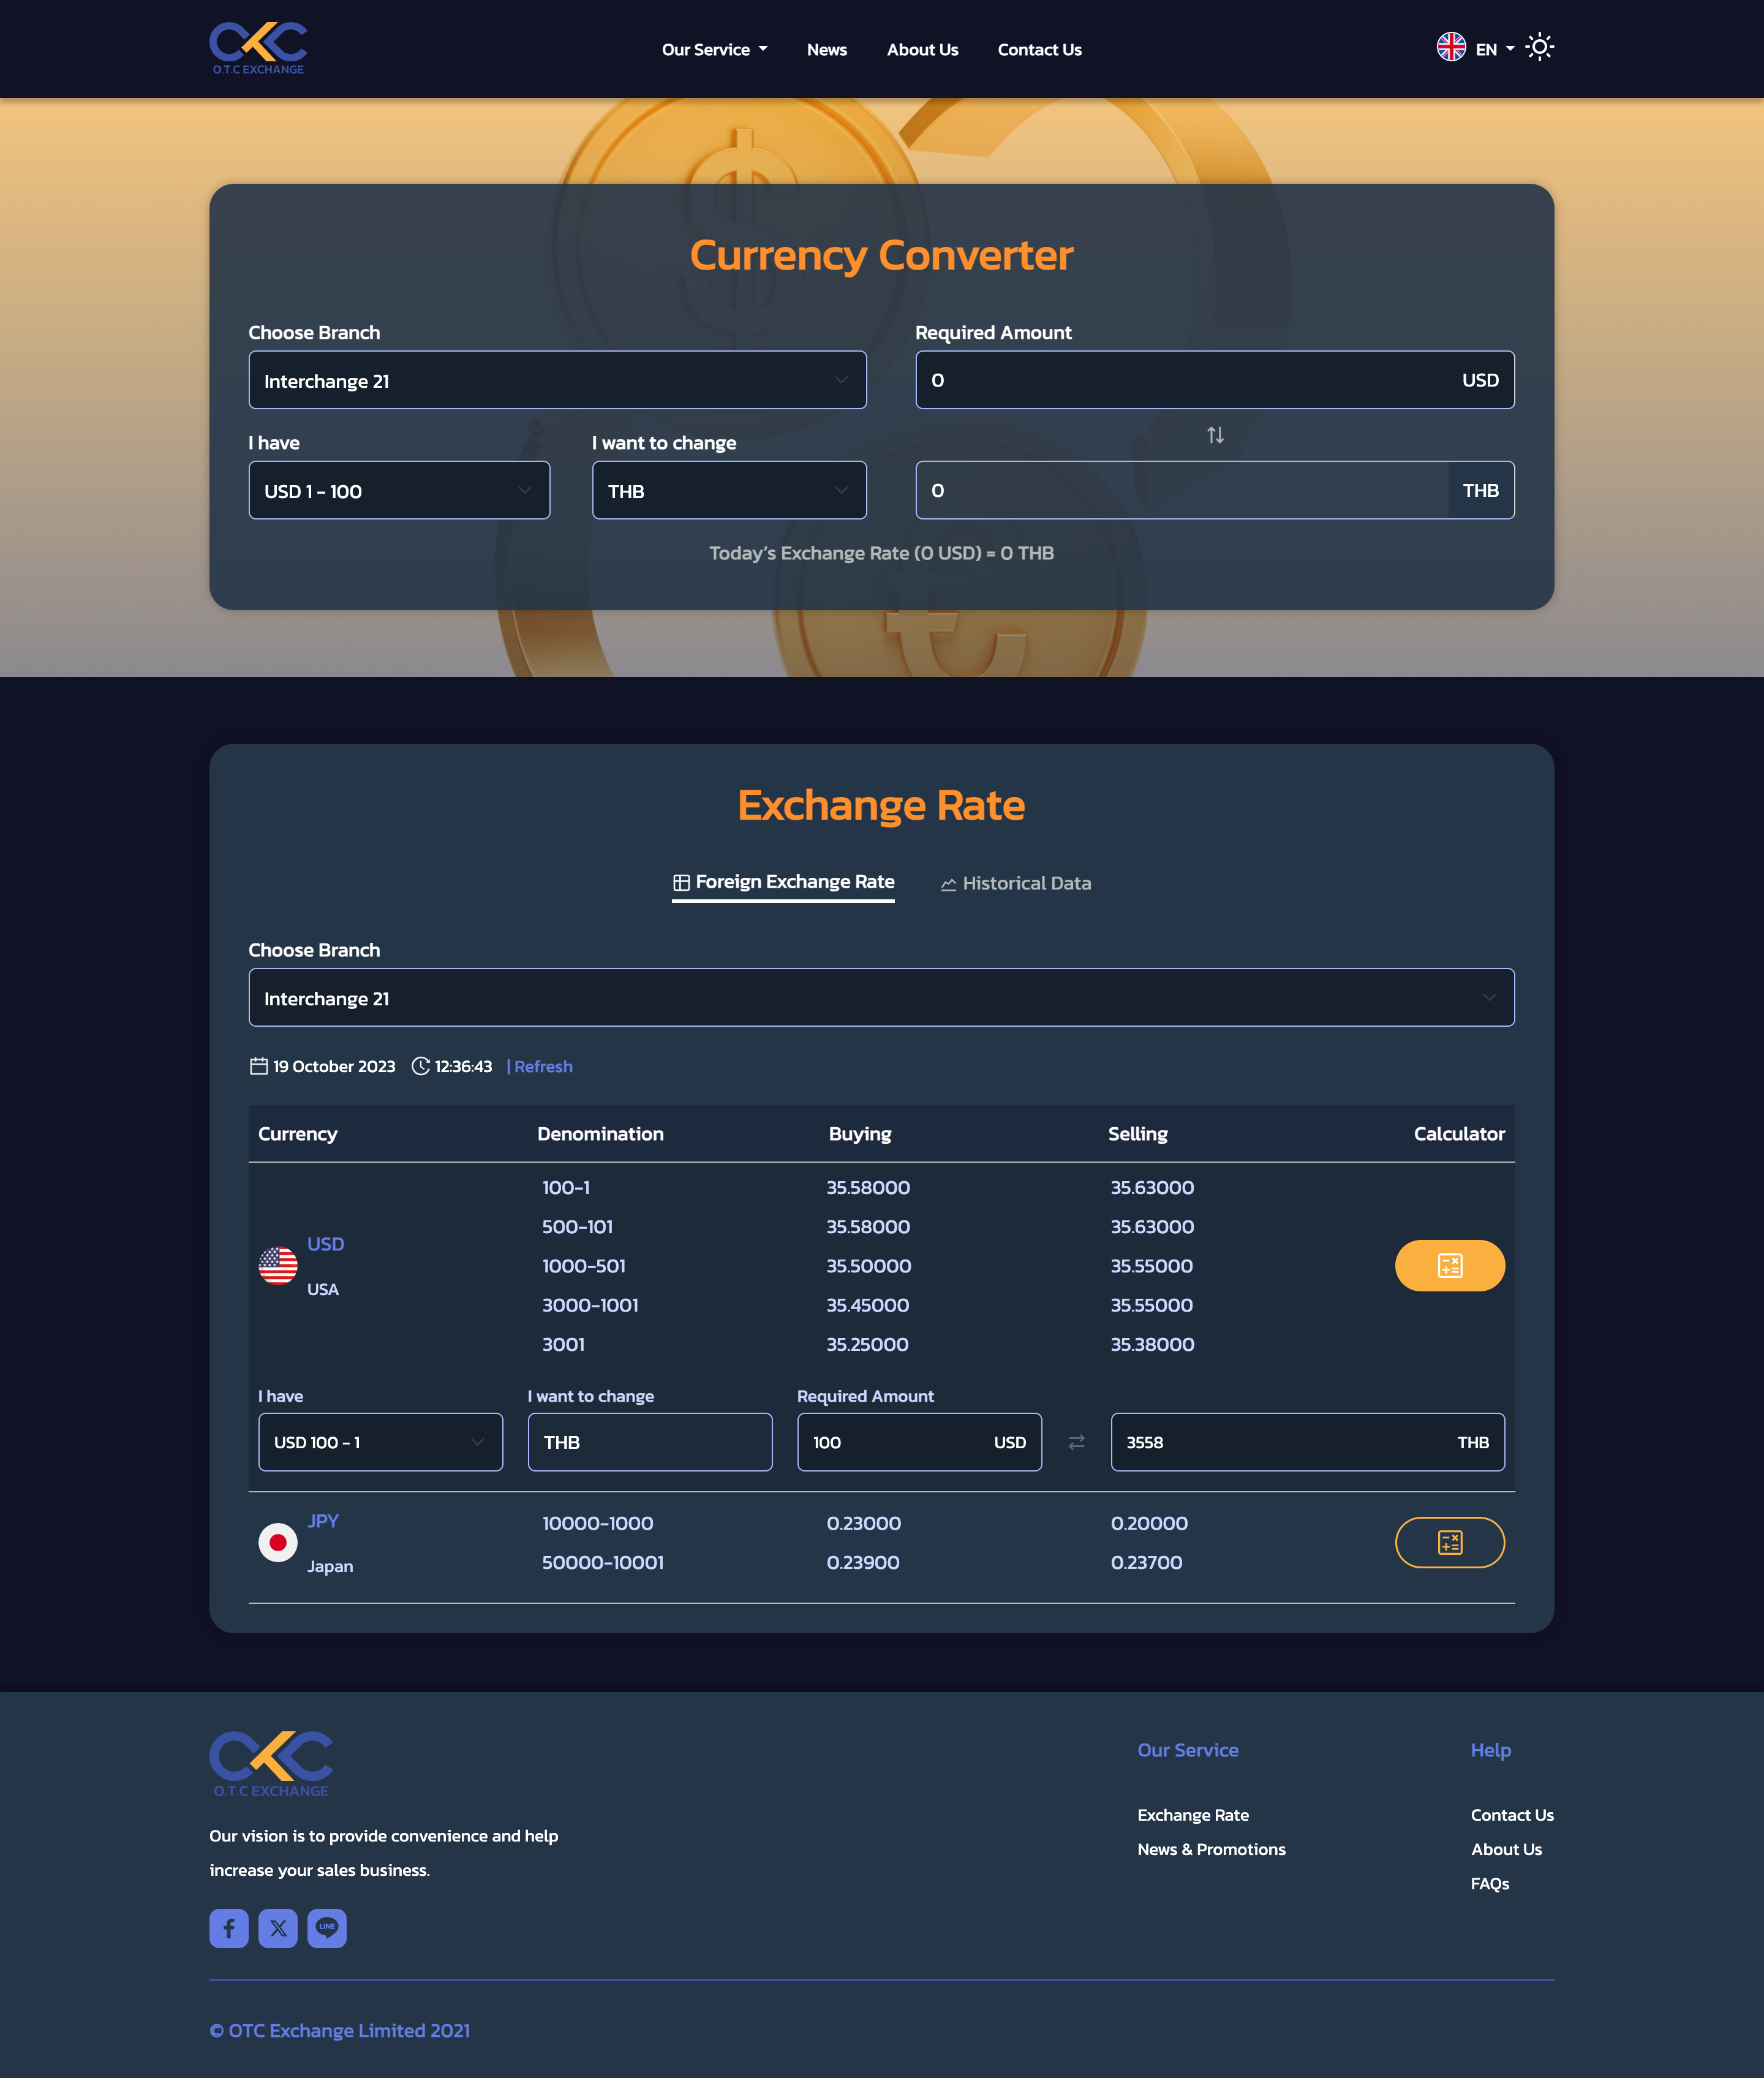 O.T.C EXCHANGE
Our Service
News
About Us
Contact Us
EN
Currency Converter
Choose Branch
Required Amount
Interchange 21
0 USD
I have
I want to change
USD 1 - 100
THB
0 THB
Today’s Exchange Rate (0 USD) = 0 THB
Exchange Rate
Foreign Exchange Rate
Historical Data
Choose Branch
Interchange 21
19 October 2023 12:36:43 | Refresh
Currency Denomination Buying Selling Calculator
100-1 35.58000 35.63000
500-101 35.58000 35.63000
USD
1000-501 35.50000 35.55000
USA
3000-1001 35.45000 35.55000
3001 35.25000 35.38000
I have
I want to change
Required Amount
USD 100 - 1
THB
100 USD
3558 THB
JPY
10000-1000 0.23000 0.20000
Japan
50000-10001 0.23900 0.23700
O.T.C EXCHANGE
Our vision is to provide convenience and help
increase your sales business.
LINE
Our Service
Exchange Rate
News & Promotions
Help
Contact Us
About Us
FAQs
© OTC Exchange Limited 2021